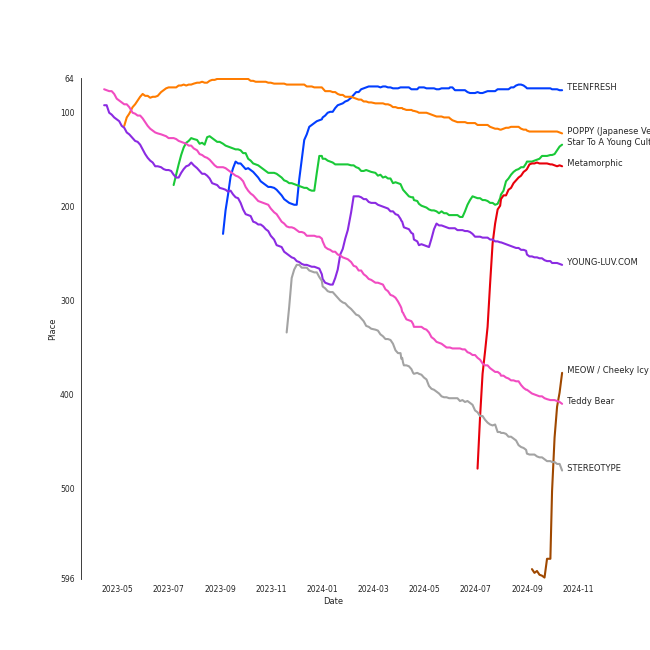 64
100
200
300
400
500
596
Place
TEENFRESH
POPPY (Japanese Ve
Star To A Young Cult
Metamorphic
YOUNG-LUV.COM
MEOW / Cheeky Icy
Teddy Bear
STEREOTYPE
2023-05 2023-07 2023-09 2023-11 2024-01 2024-03 2024-05 2024-07 2024-09 2024-11
Date